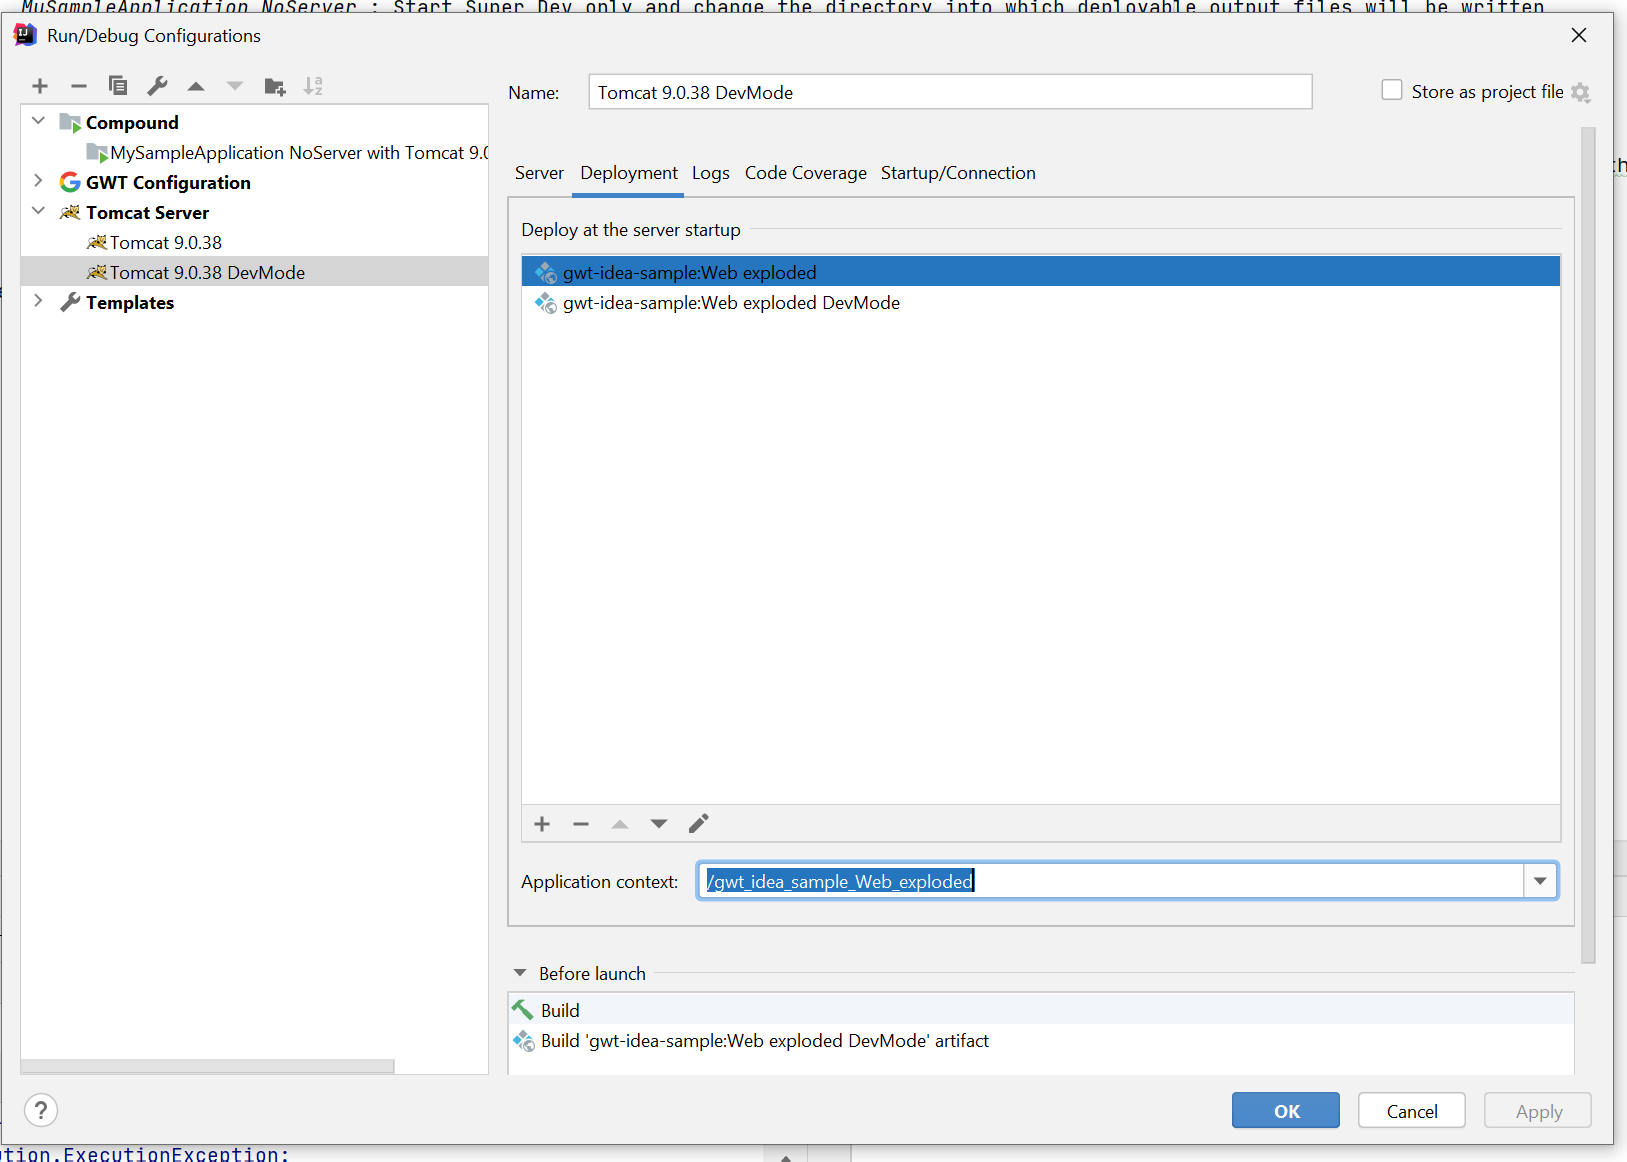 MySampleApplication NoServer : Start Super Dev only and change the directory into which deployable output files will be written
Run/Debug Configurations
Name:
Tomcat 9.0.38 DevMode
Store as project file
Compound
MySampleApplication NoServer with Tomcat 9.0
GWT Configuration
Tomcat Server
Tomcat 9.0.38
Tomcat 9.0.38 DevMode
Templates
Server Deployment Logs Code Coverage Startup/Connection
Deploy at the server startup
gwt-idea-sample:Web exploded
gwt-idea-sample:Web exploded DevMode
Application context:
/gwt_idea_sample_Web_exploded
Before launch
Build
Build 'gwt-idea-sample:Web exploded DevMode' artifact
?
OK
Cancel
Apply
ution.ExecutionException: